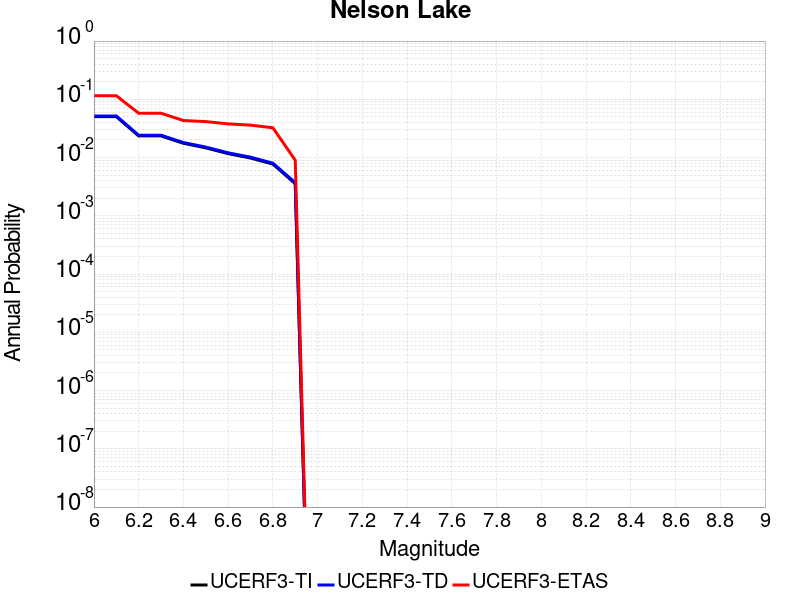 Nelson Lake
10^0
10^-1
10^-2
10^-3
10^-4
10^-5
10^-6
10^-7
10^-8
Annual Probability
6 6.2 6.4 6.6 6.8 7 7.2 7.4 7.6 7.8 8 8.2 8.4 8.6 8.8 9
Magnitude
UCERF3-TI UCERF3-TD UCERF3-ETAS